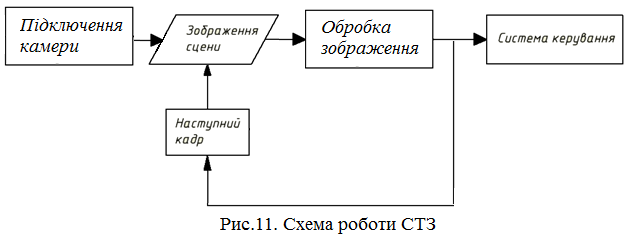 Підключення
камери
Зображення
сцени
Обробка
зображення
Система керування
Наступний
кадр
Рис.11. Схема роботи СТЗ